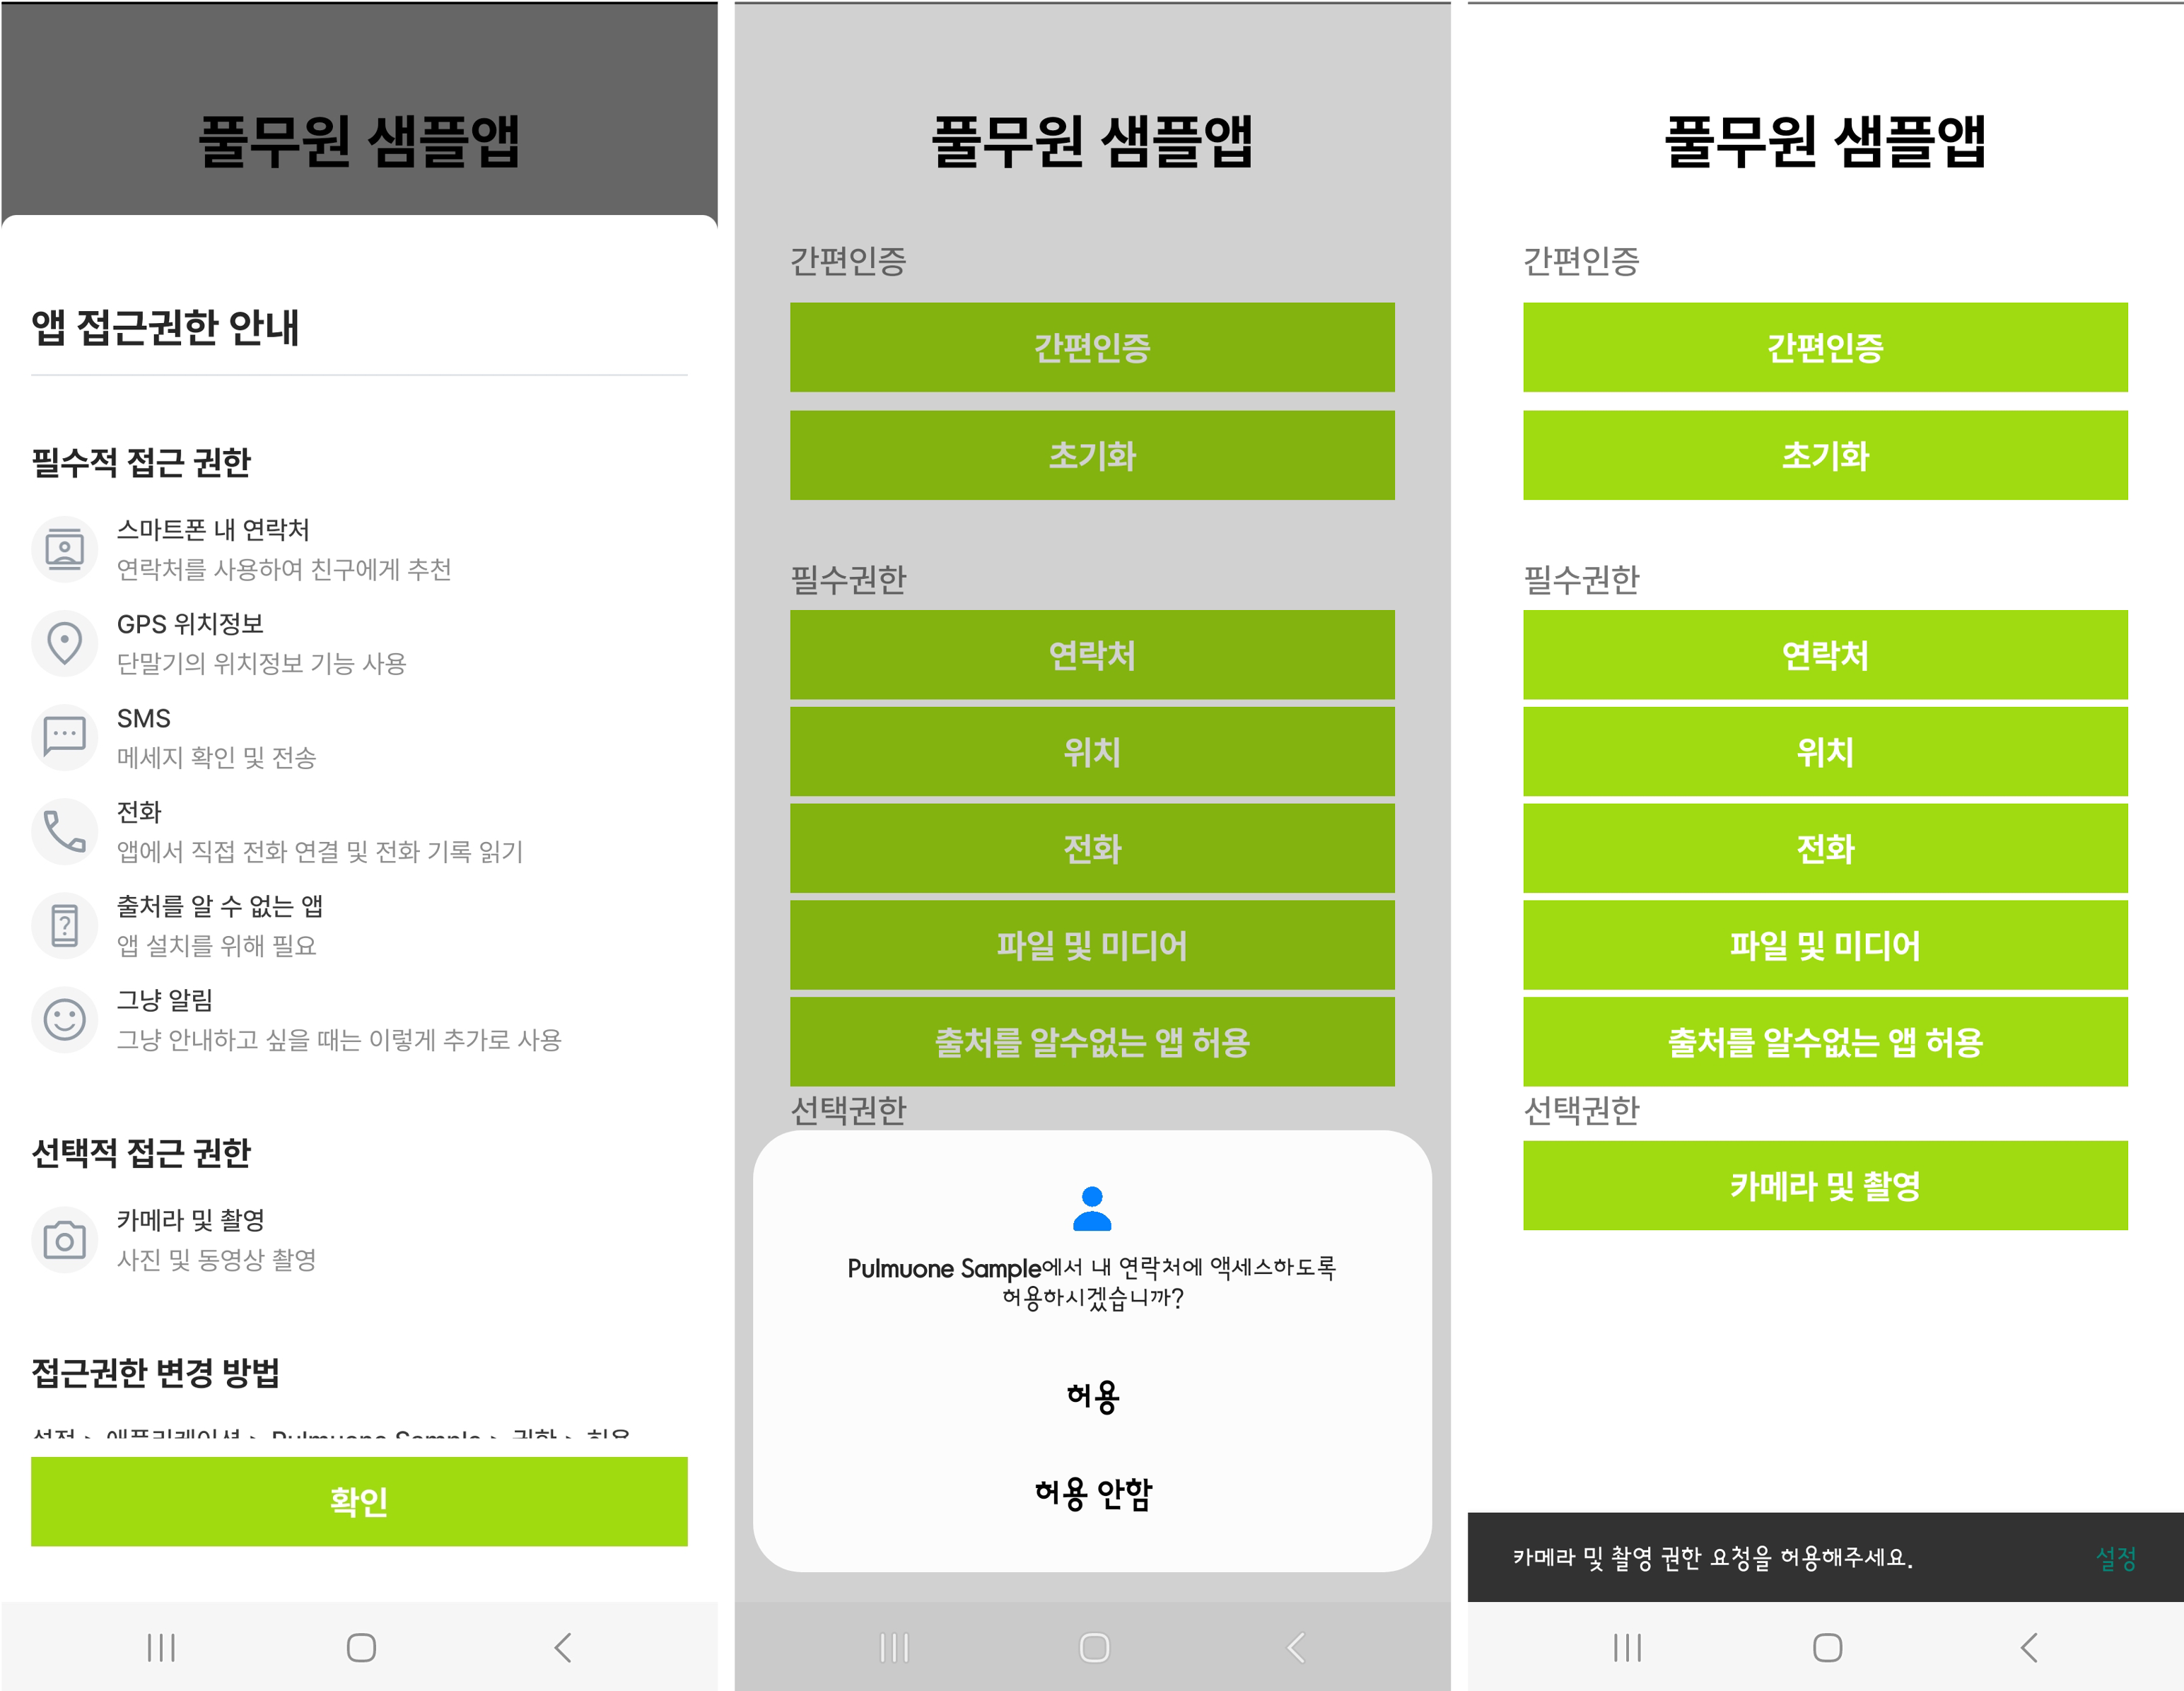 풀무원 샘플앱
앱 접근권한 안내
필수적 접근 권한
스마트폰 내 연락처
연락처를 사용하여 친구에게 추천
GPS 위치정보
단말기의 위치정보 기능 사용
SMS
메세지 확인 및 전송
전화
앱에서 직접 전화 연결 및 전화 기록 읽기
출처를 알 수 없는 앱
앱 설치를 위해 필요
그냥 알림
그냥 안내하고 싶을 때는 이렇게 추가로 사용
선택적 접근 권한
카메라 및 촬영
사진 및 동영상 촬영
접근권한 변경 방법
설정 > 애플리케이션 > Pulmuone Sample > 권한 > 허용
확인
풀무원 샘플앱
간편인증
간편인증
초기화
필수권한
연락처
위치
전화
파일 및 미디어
출처를 알수없는 앱 허용
선택권한
Pulmuone Sample에서 내 연락처에 액세스하도록
허용하시겠습니까?
허용
허용 안함
풀무원 샘플앱
간편인증
간편인증
초기화
필수권한
연락처
위치
전화
파일 및 미디어
출처를 알수없는 앱 허용
선택권한
카메라 및 촬영
카메라 및 촬영 권한 요청을 허용해주세요.
설정